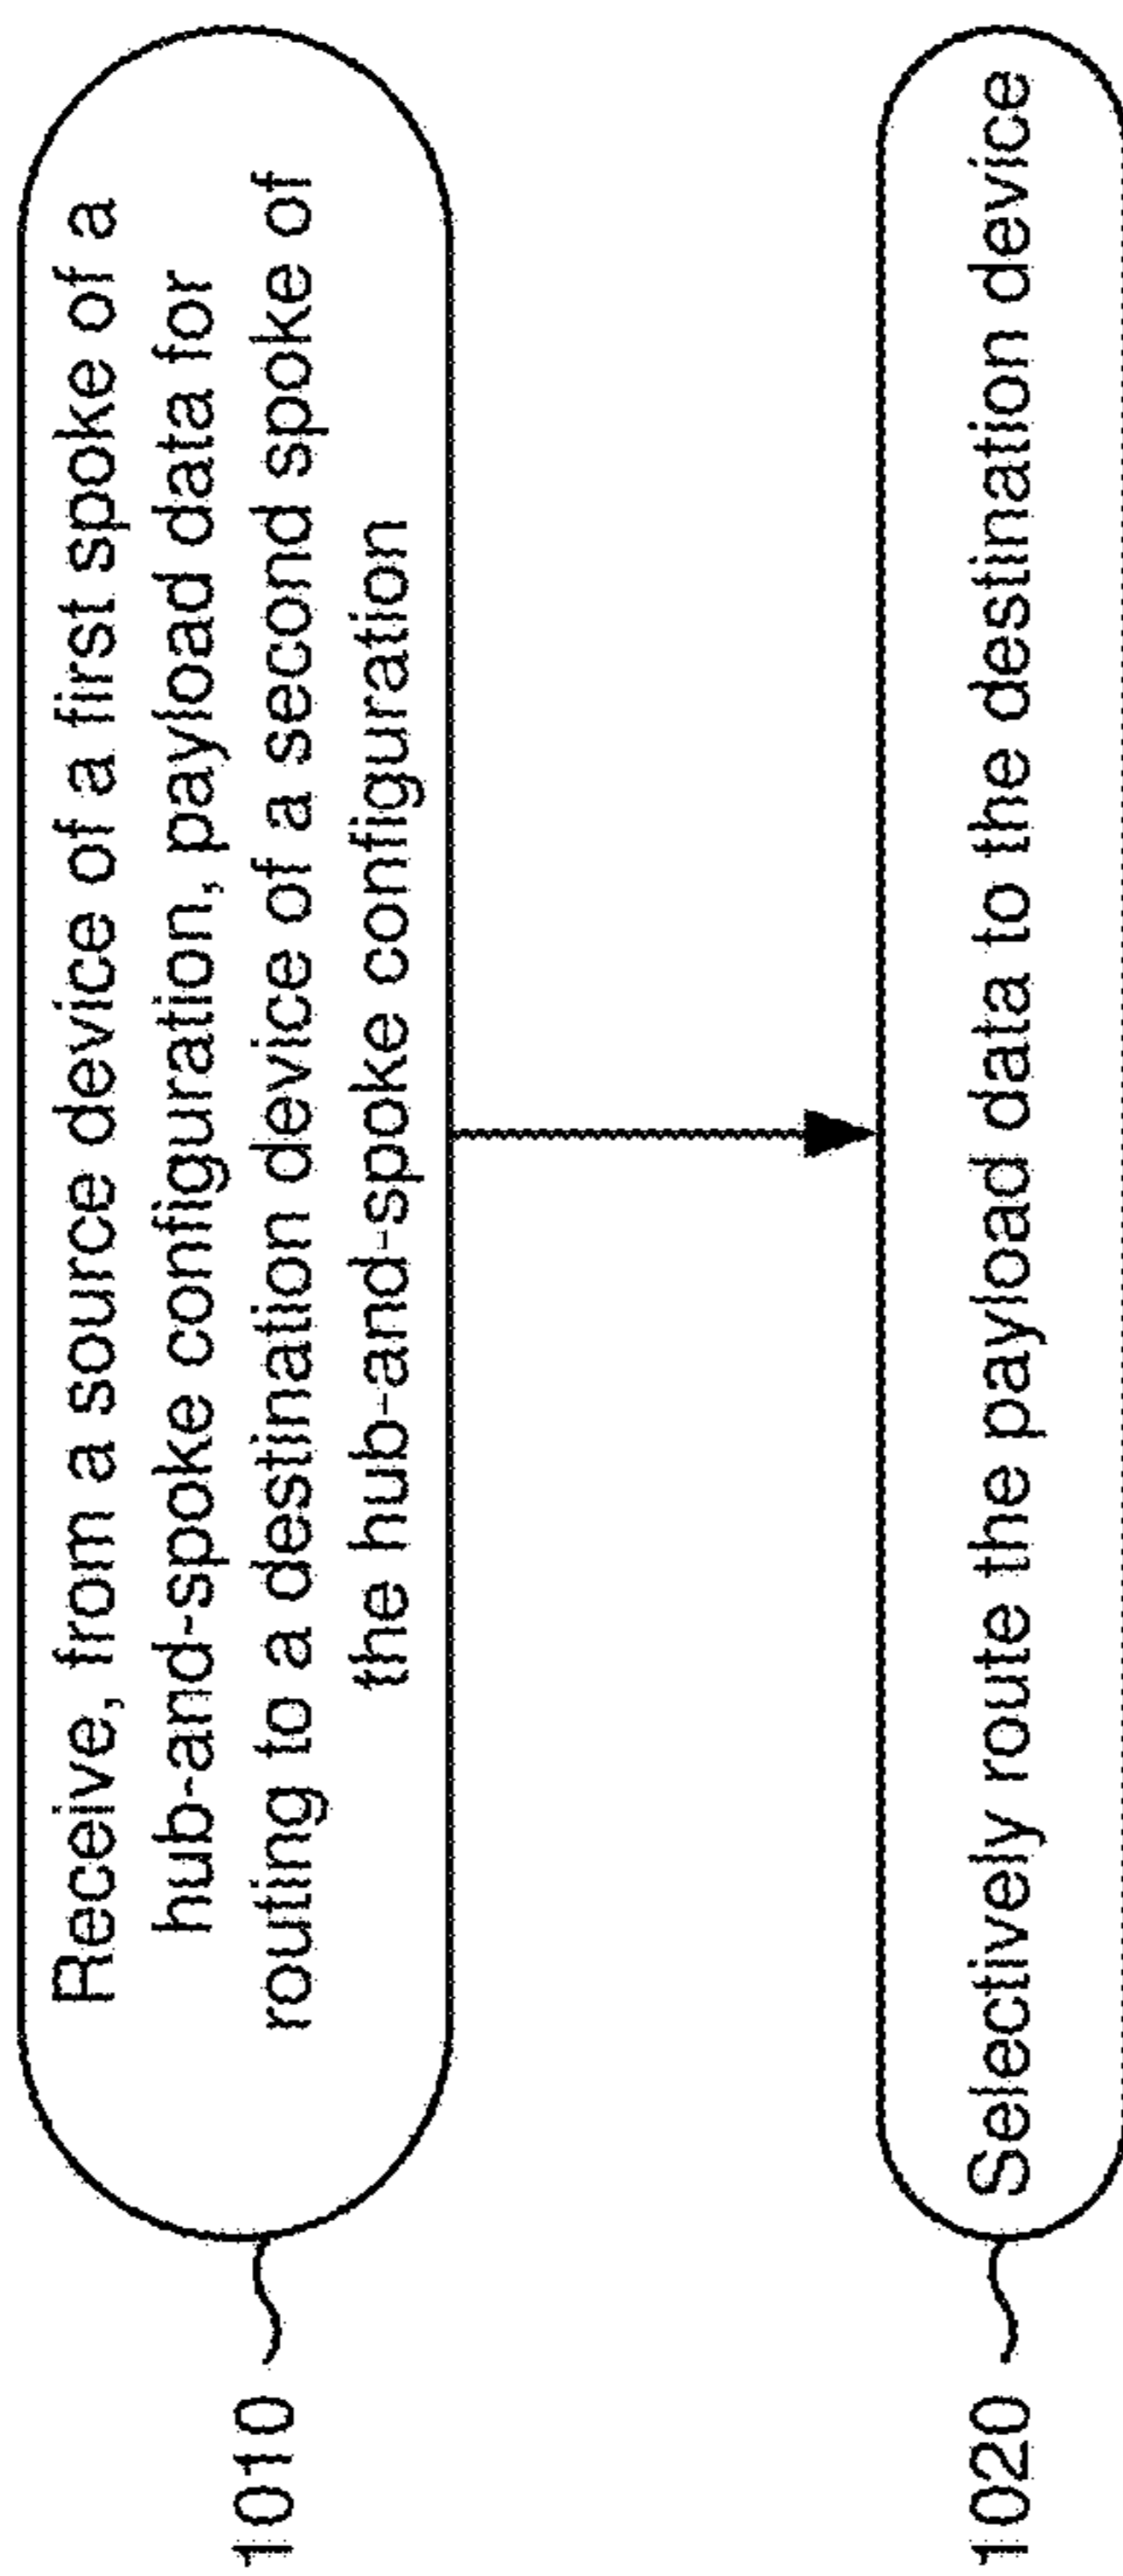 1010
Receive, from a source device of a first spoke of a
hub-and-spoke configuration, payload data for
routing to a destination device of a second spoke of
the hub-and-spoke configuration
1020
Selectively route the payload data to the destination device